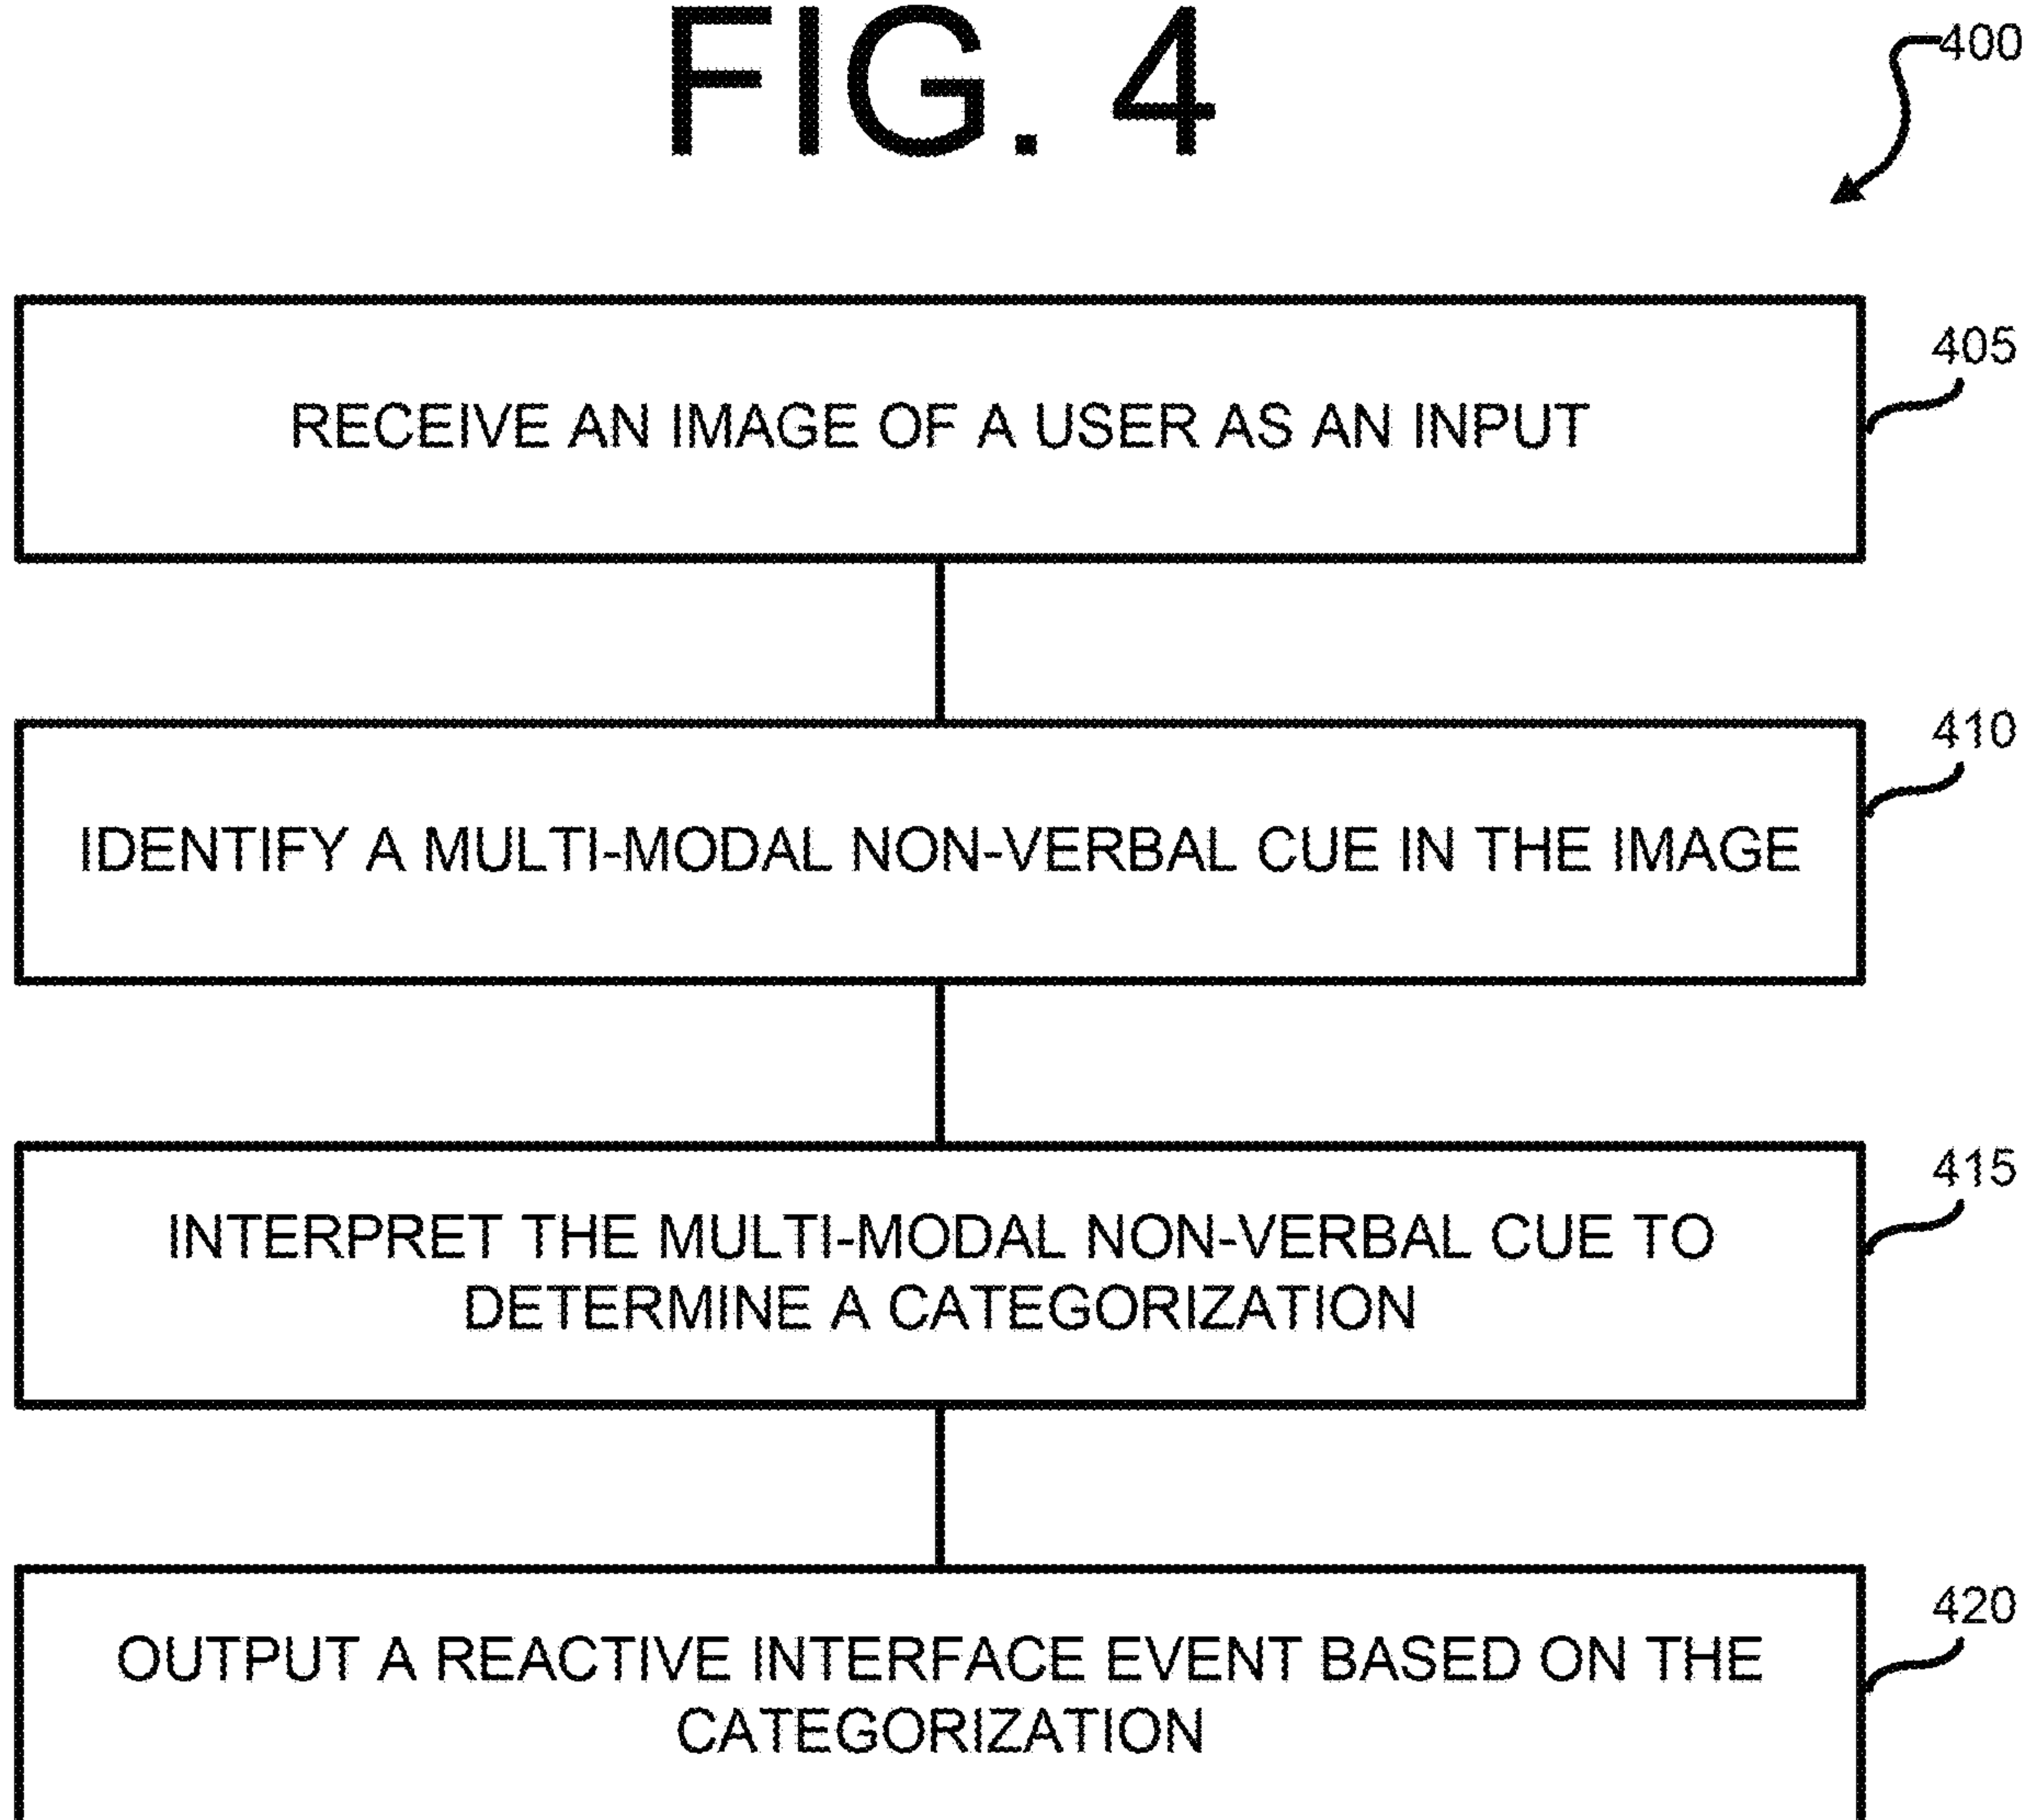 FIG. 4
400
405
RECEIVE AN IMAGE OF A USER AS AN INPUT
410
IDENTIFY A MULTI-MODAL NON-VERBAL CUE IN THE IMAGE
415
INTERPRET THE MULTI-MODAL NON-VERBAL CUE TO
DETERMINE A CATEGORIZATION
420
OUTPUT A REACTIVE INTERFACE EVENT BASED ON THE
CATEGORIZATION